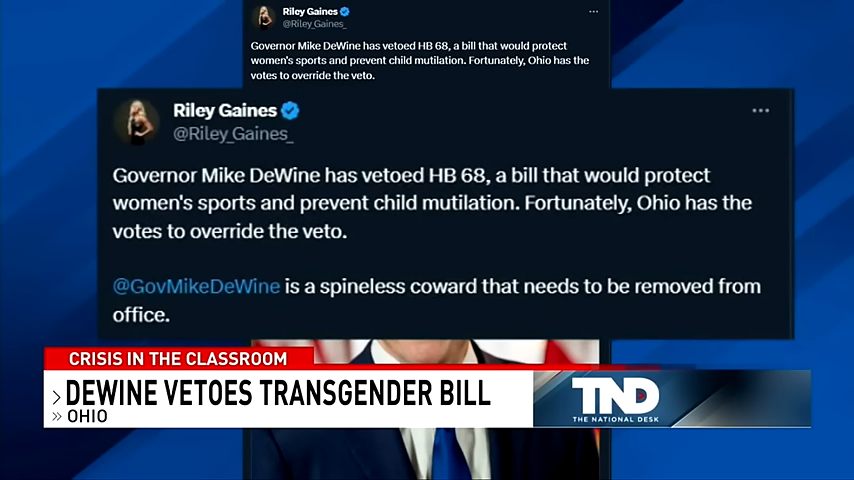 Riley Gaines
@Riley_Gaines_
Governor Mike DeWine has vetoed HB 68, a bill that would protect
women's sports and prevent child mutilation. Fortunately, Ohio has the
votes to override the veto.
Riley Gaines
@Riley_Gaines_
Governor Mike DeWine has vetoed HB 68, a bill that would protect
women's sports and prevent child mutilation. Fortunately, Ohio has the
votes to override the veto.
@GovMikeDeWine is a spineless coward that needs to be removed from
office.
CRISIS IN THE CLASSROOM
DEWINE VETOES TRANSGENDER BILL
OHIO
TND
THE NATIONAL DESK